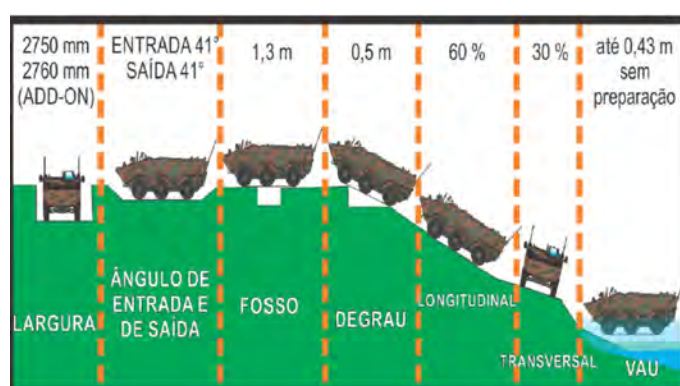 2750 mm
2760 mm
(ADD-ON)
ENTRADA 41°
SAÍDA 41°
1,3 m
0,5 m
60 %
30 %
até 0,43 m
sem
preparação
LARGURA
ÂNGULO DE
ENTRADA E
DE SAÍDA
FOSSO
DEGRAU
LONGITUDINAL
TRANSVERSAL
VAU